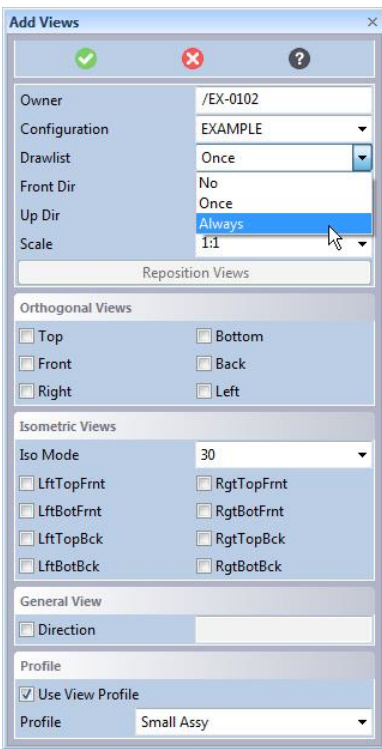 Add Views
Owner /EX-0102
Configuration EXAMPLE
Drawlist Once
Front Dir No
Once
Up Dir
Always
Scale 1:1
Reposition Views
Orthogonal Views
Top Bottom
Front Back
Right Left
Isometric Views
Iso Mode 30
LftTopFrnt RgtTopFrnt
LftBotFrnt RgtBotFrnt
LftTopBck RgtTopBck
LftBotBck RgtBotBck
General View
Direction
Profile
Use View Profile
Profile Small Assy